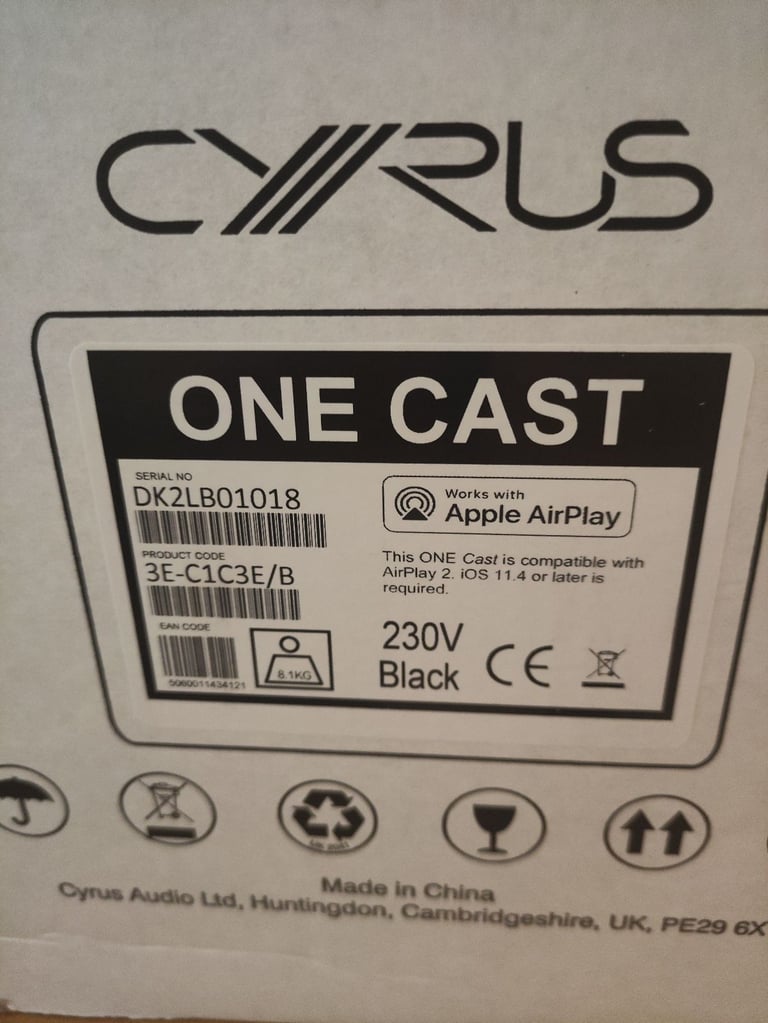 CYRUS
ONE CAST
SERIAL NO
DK2LB01018
PRODUCT CODE
3E-C1C3E/B
EAN CODE
5060011434121
8.1KG
Works with
Apple AirPlay
This ONE Cast is compatible with
AirPlay 2. iOS 11.4 or later is
required.
230V
Black
CE
Made in China
Cyrus Audio Ltd, Huntingdon, Cambridgeshire, UK, PE29 6X